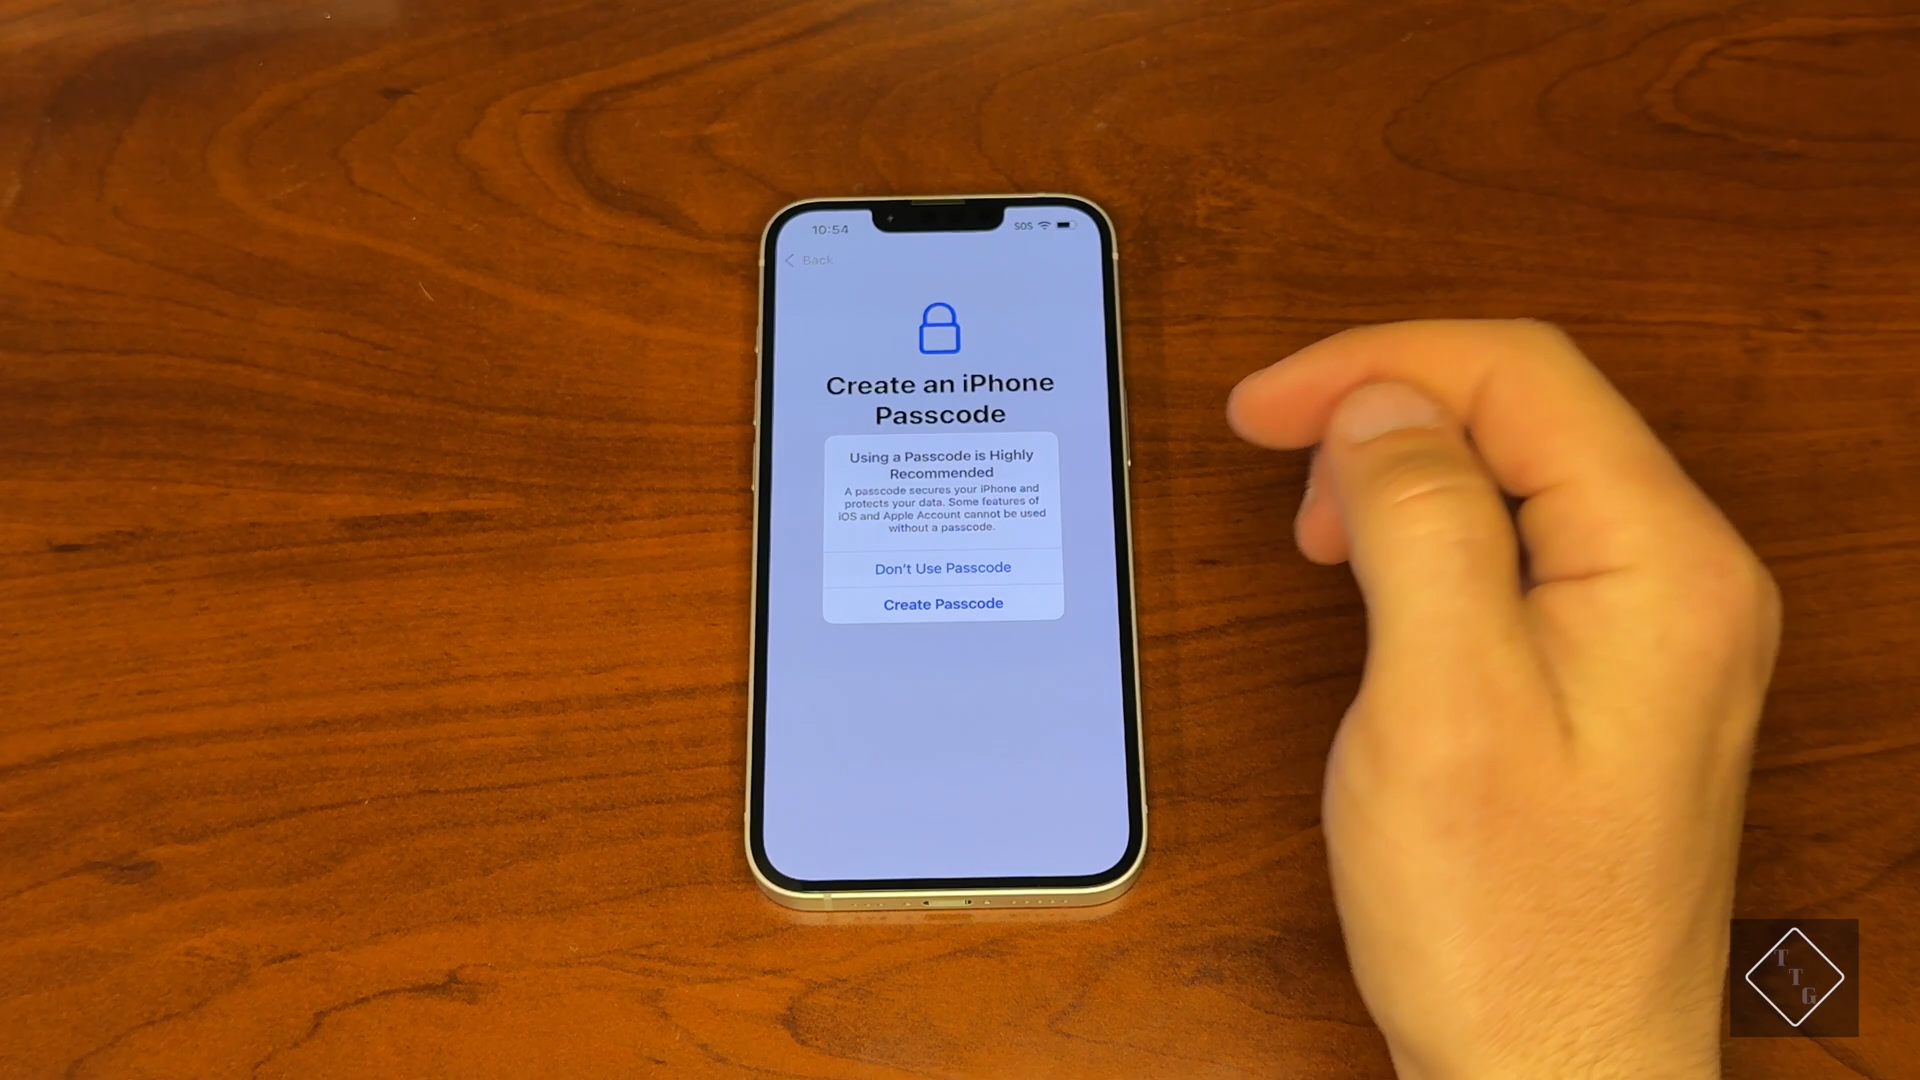 10:54
SOS
Back
Create an iPhone
Passcode
Using a Passcode is Highly
Recommended
A passcode secures your iPhone and
protects your data. Some features of
iOS and Apple Account cannot be used
without a passcode.
Don't Use Passcode
Create Passcode
T
T
G